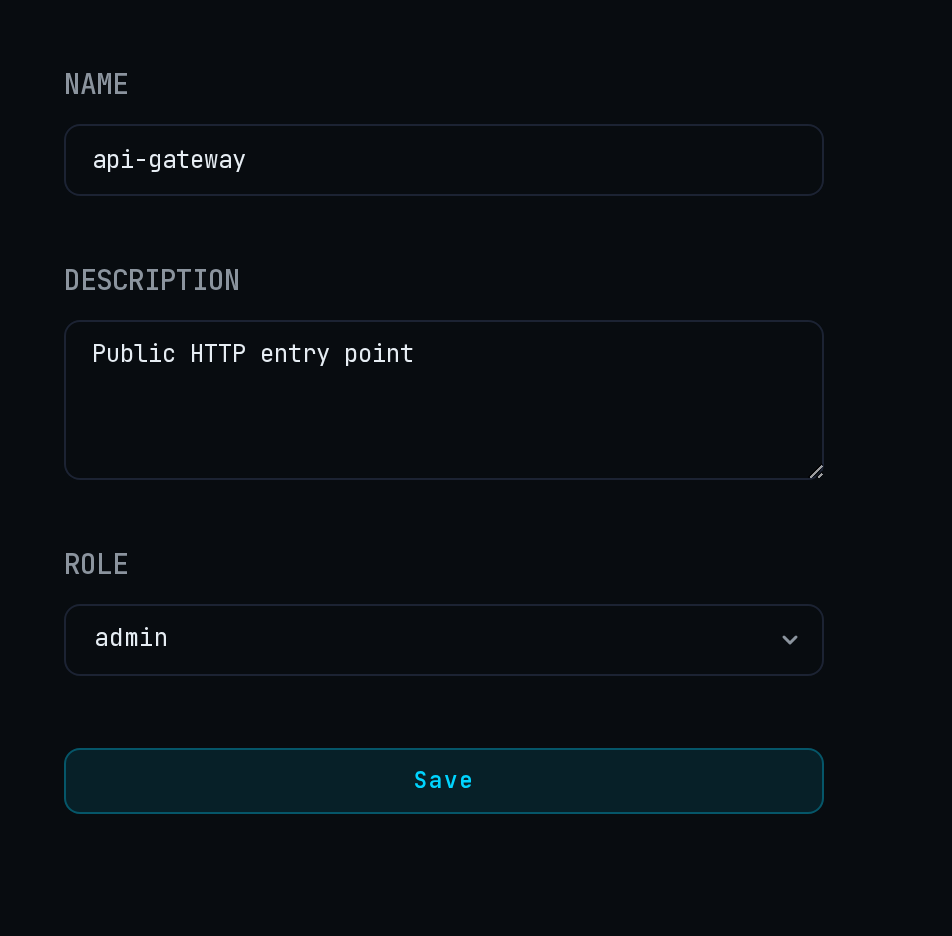 NAME
api-gateway
DESCRIPTION
Public HTTP entry point
ROLE
admin
Save